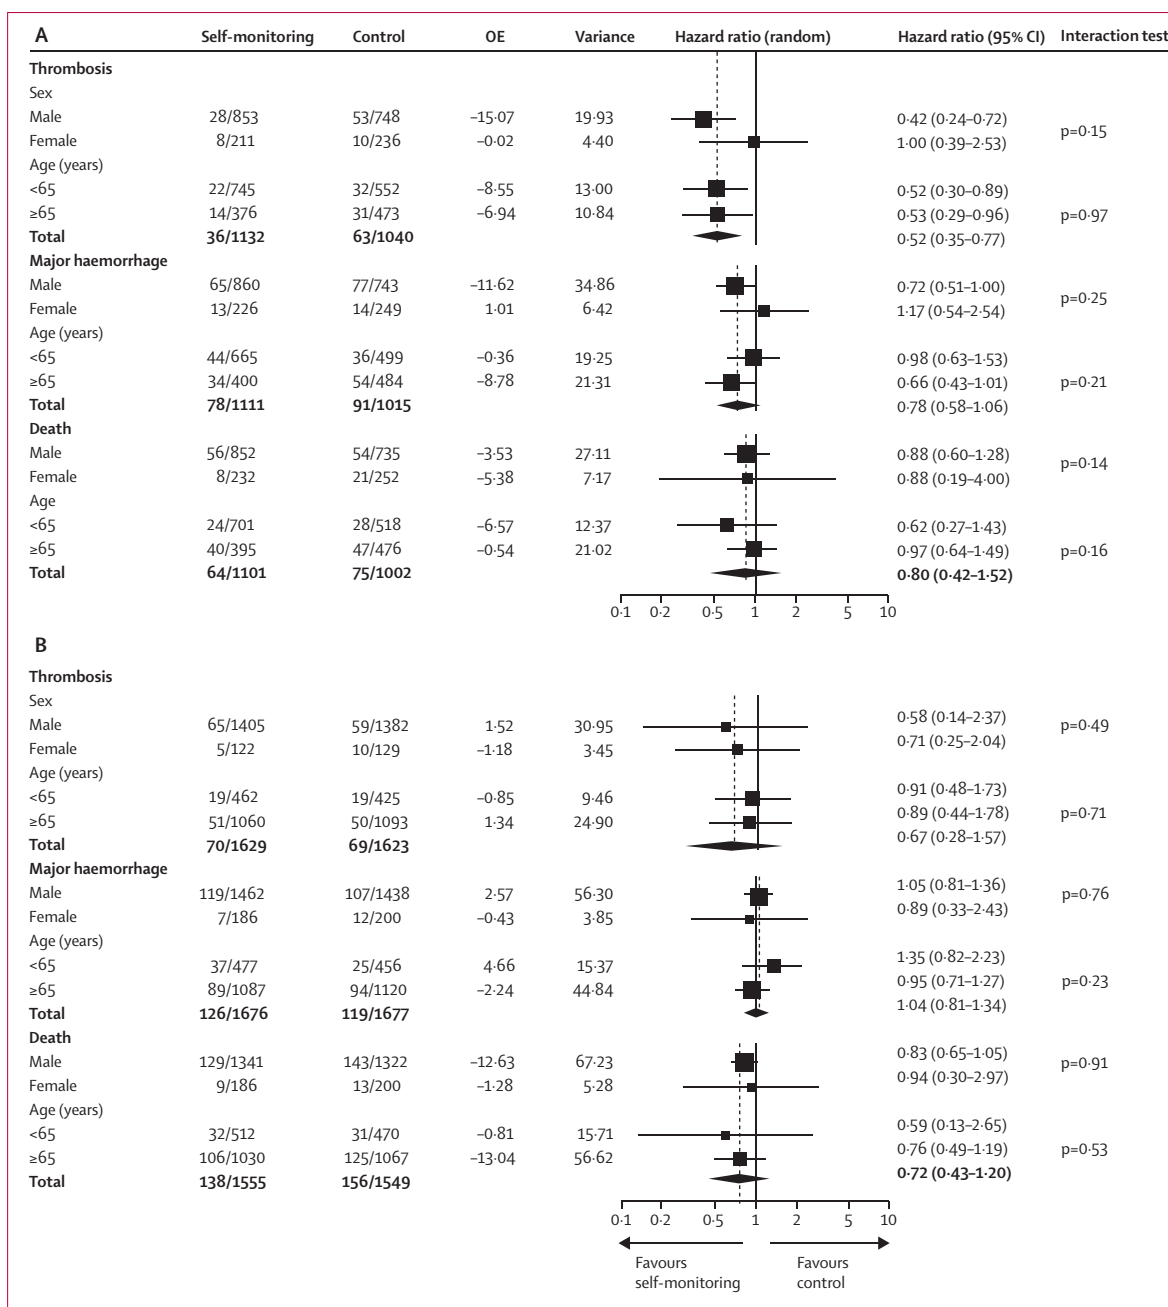 A Self-monitoring Control OE Variance Hazard ratio (random) Hazard ratio (95% CI) Interaction test
Thrombosis
Sex
Male 28/853 53/748 –15·07 19·93 0·42 (0·24–0·72) p=0·15
Female 8/211 10/236 –0·02 4·40 1·00 (0·39–2·53)
Age (years)
<65 22/745 32/552 –8·55 13·00 0·52 (0·30–0·89)
≥65 14/376 31/473 –6·94 10·84 0·53 (0·29–0·96) p=0·97
Total 36/1132 63/1040 0·52 (0·35–0·77)
Major haemorrhage
Male 65/860 77/743 –11·62 34·86 0·72 (0·51–1·00) p=0·25
Female 13/226 14/249 1·01 6·42 1·17 (0·54–2·54)
Age (years)
<65 44/665 36/499 –0·36 19·25 0·98 (0·63–1·53)
≥65 34/400 54/484 –8·78 21·31 0·66 (0·43–1·01) p=0·21
Total 78/1111 91/1015 0·78 (0·58–1·06)
Death
Male 56/852 54/735 –3·53 27·11 0·88 (0·60–1·28) p=0·14
Female 8/232 21/252 –5·38 7·17 0·88 (0·19–4·00)
Age
<65 24/701 28/518 –6·57 12·37 0·62 (0·27–1·43)
≥65 40/395 47/476 –0·54 21·02 0·97 (0·64–1·49) p=0·16
Total 64/1101 75/1002 0·80 (0·42–1·52)
0·1 0·2 0·5 1 2 5 10
B
Thrombosis
Sex
Male 65/1405 59/1382 1·52 30·95 0·58 (0·14–2·37) p=0·49
Female 5/122 10/129 –1·18 3·45 0·71 (0·25–2·04)
Age (years)
<65 19/462 19/425 –0·85 9·46 0·91 (0·48–1·73)
≥65 51/1060 50/1093 1·34 24·90 0·89 (0·44–1·78) p=0·71
Total 70/1629 69/1623 0·67 (0·28–1·57)
Major haemorrhage
Male 119/1462 107/1438 2·57 56·30 1·05 (0·81–1·36) p=0·76
Female 7/186 12/200 –0·43 3·85 0·89 (0·33–2·43)
Age (years)
<65 37/477 25/456 4·66 15·37 1·35 (0·82–2·23)
≥65 89/1087 94/1120 –2·24 44·84 0·95 (0·71–1·27) p=0·23
Total 126/1676 119/1677 1·04 (0·81–1·34)
Death
Male 129/1341 143/1322 –12·63 67·23 0·83 (0·65–1·05) p=0·91
Female 9/186 13/200 –1·28 5·28 0·94 (0·30–2·97)
Age (years)
<65 32/512 31/470 –0·81 15·71 0·59 (0·13–2·65)
≥65 106/1030 125/1067 –13·04 56·62 0·76 (0·49–1·19) p=0·53
Total 138/1555 156/1549 0·72 (0·43–1·20)
0·1 0·2 0·5 1 2 5 10
Favours Favours
self-monitoring control